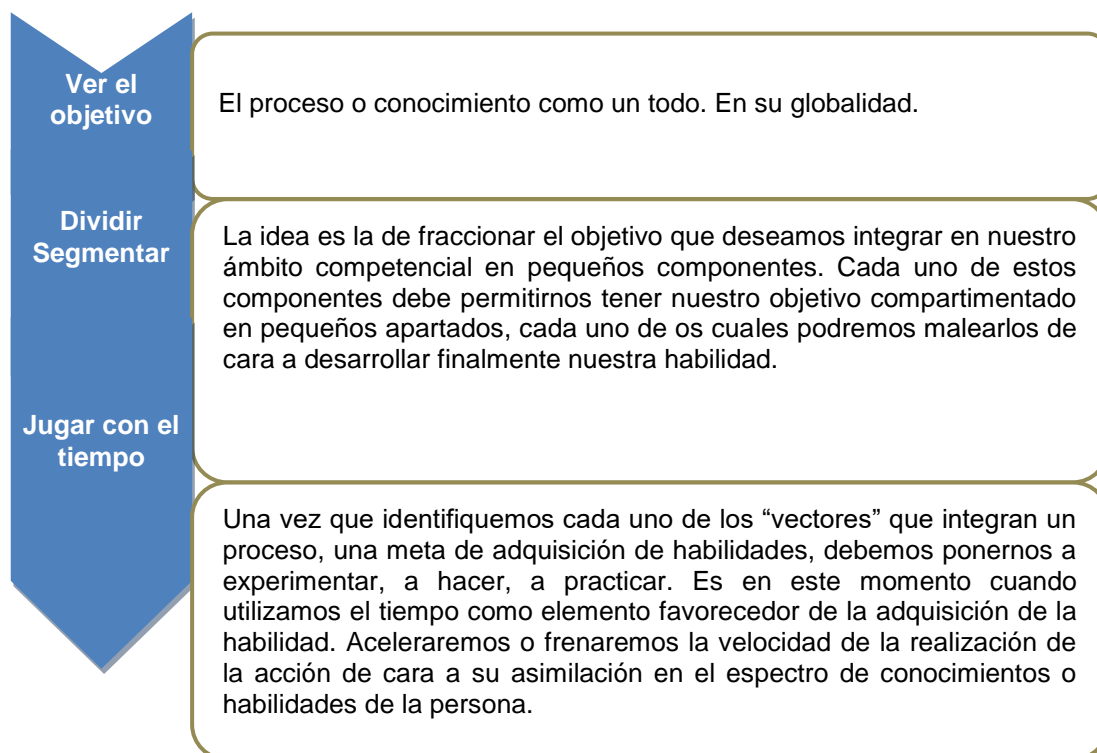 Ver el
objetivo
El proceso o conocimiento como un todo. En su globalidad.
Dividir
Segmentar
La idea es la de fraccionar el objetivo que deseamos integrar en nuestro
ámbito competencial en pequeños componentes. Cada uno de estos
componentes debe permitirnos tener nuestro objetivo compartimentado
en pequeños apartados, cada uno de os cuales podremos malearlos de
cara a desarrollar finalmente nuestra habilidad.
Jugar con el
tiempo
Una vez que identifiquemos cada uno de los “vectores” que integran un
proceso, una meta de adquisición de habilidades, debemos ponernos a
experimentar, a hacer, a practicar. Es en este momento cuando
utilizamos el tiempo como elemento favorecedor de la adquisición de la
habilidad. Aceleraremos o frenaremos la velocidad de la realización de
la acción de cara a su asimilación en el espectro de conocimientos o
habilidades de la persona.